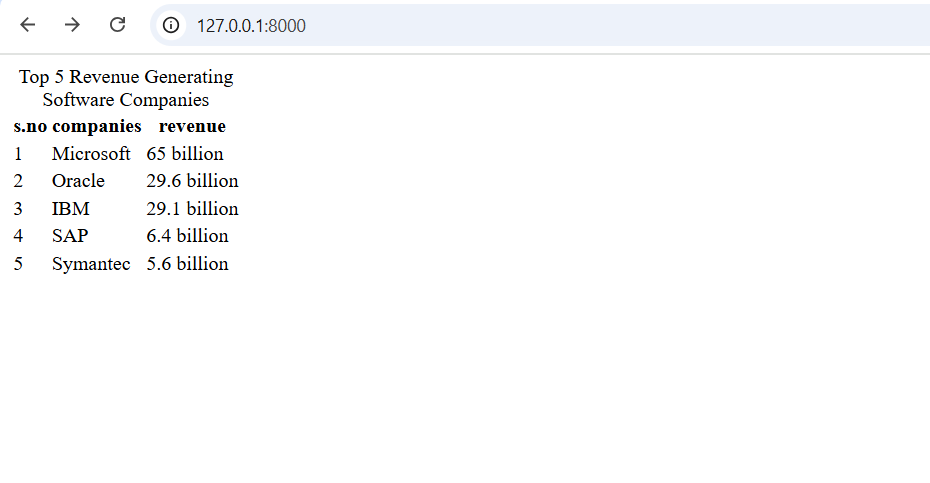 127.0.0.1:8000
Top 5 Revenue Generating
Software Companies
s.no companies revenue
1 Microsoft 65 billion
2 Oracle 29.6 billion
3 IBM 29.1 billion
4 SAP 6.4 billion
5 Symantec 5.6 billion